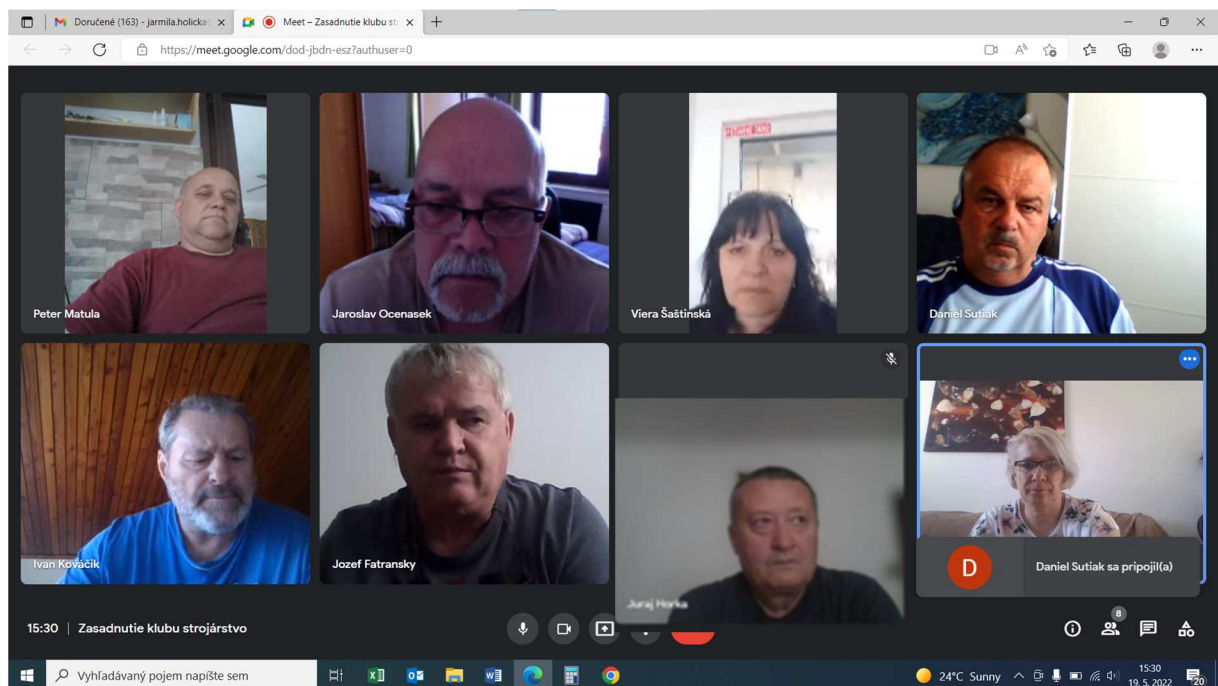 Doručené (163) - jarmila.holicka
Meet – Zasadnutie klubu str
https://meet.google.com/dod-jbdn-esz?authuser=0
Peter Matula
Jaroslav Ocenasek
Viera Šaštinská
Daniel Sutiak
Ivan Kováčik
Jozef Fatransky
Juraj Horka
D
Daniel Sutiak sa pripojil(a)
15:30 | Zasadnutie klubu strojárstvo
8
Vyhľadávaný pojem napíšte sem
24°C Sunny
15:30
19. 5. 2022
20